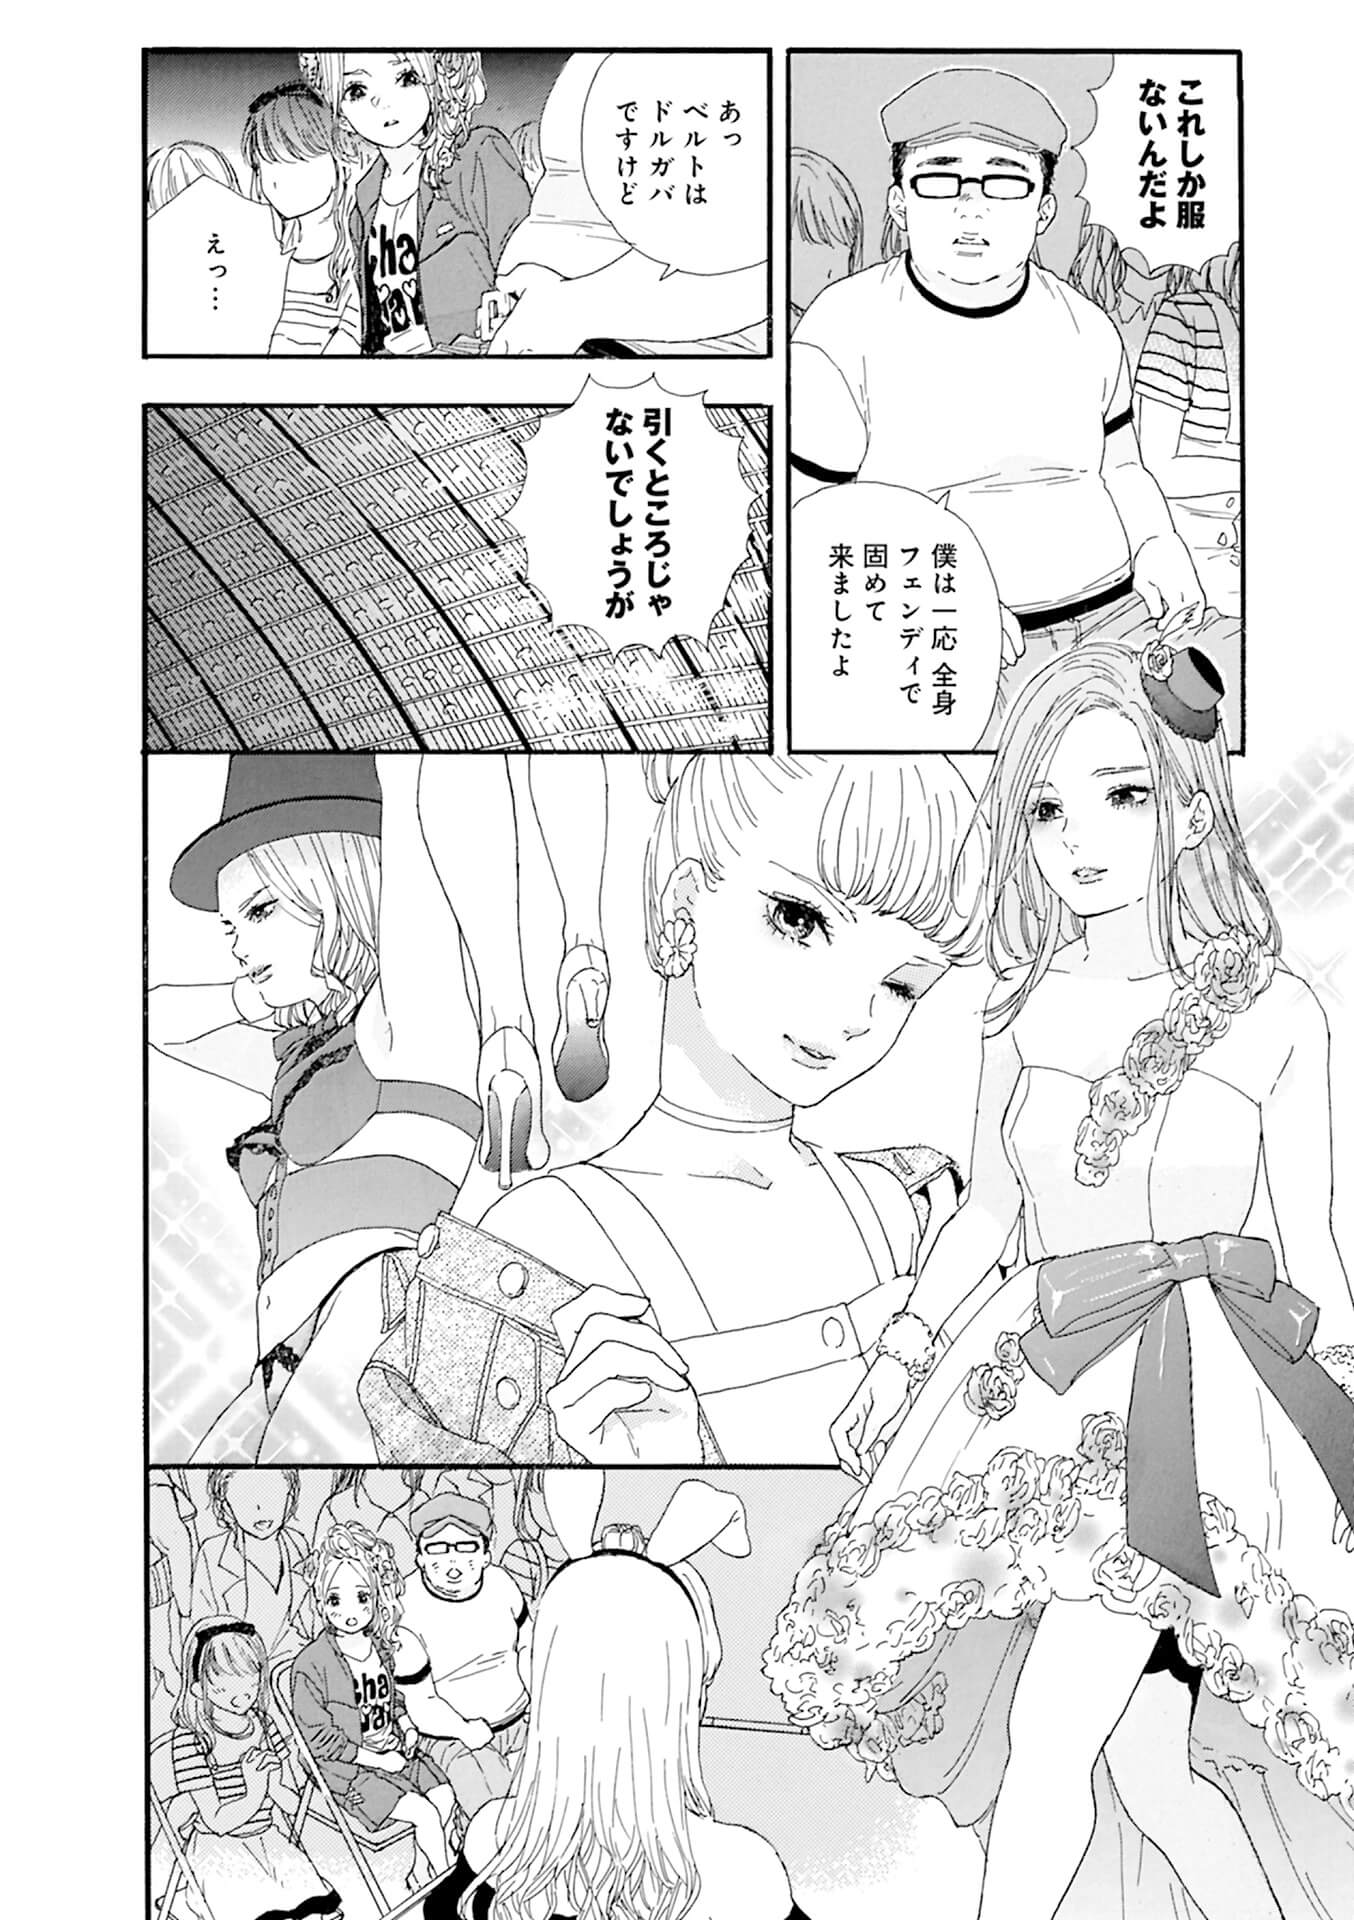 これしか服
ないんだよ
僕は一応 全身
フェンディで
固めて
来ましたよ
あっ
ベルトは
ドルガバ
ですけど
えっ…
Cha
引くところじゃ
ないでしょうが
Cha